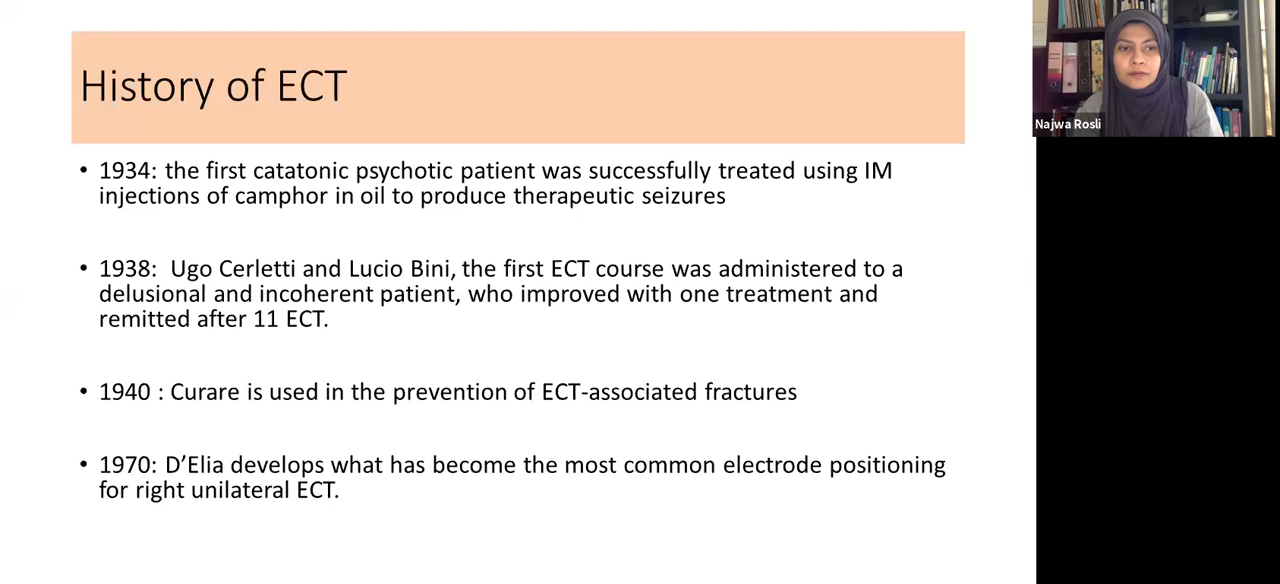 History of ECT
• 1934: the first catatonic psychotic patient was successfully treated using IM
injections of camphor in oil to produce therapeutic seizures
• 1938:  Ugo Cerletti and Lucio Bini, the first ECT course was administered to a
delusional and incoherent patient, who improved with one treatment and
remitted after 11 ECT.
• 1940 : Curare is used in the prevention of ECT-associated fractures
• 1970: D’Elia develops what has become the most common electrode positioning
for right unilateral ECT.
Najwa Rosli